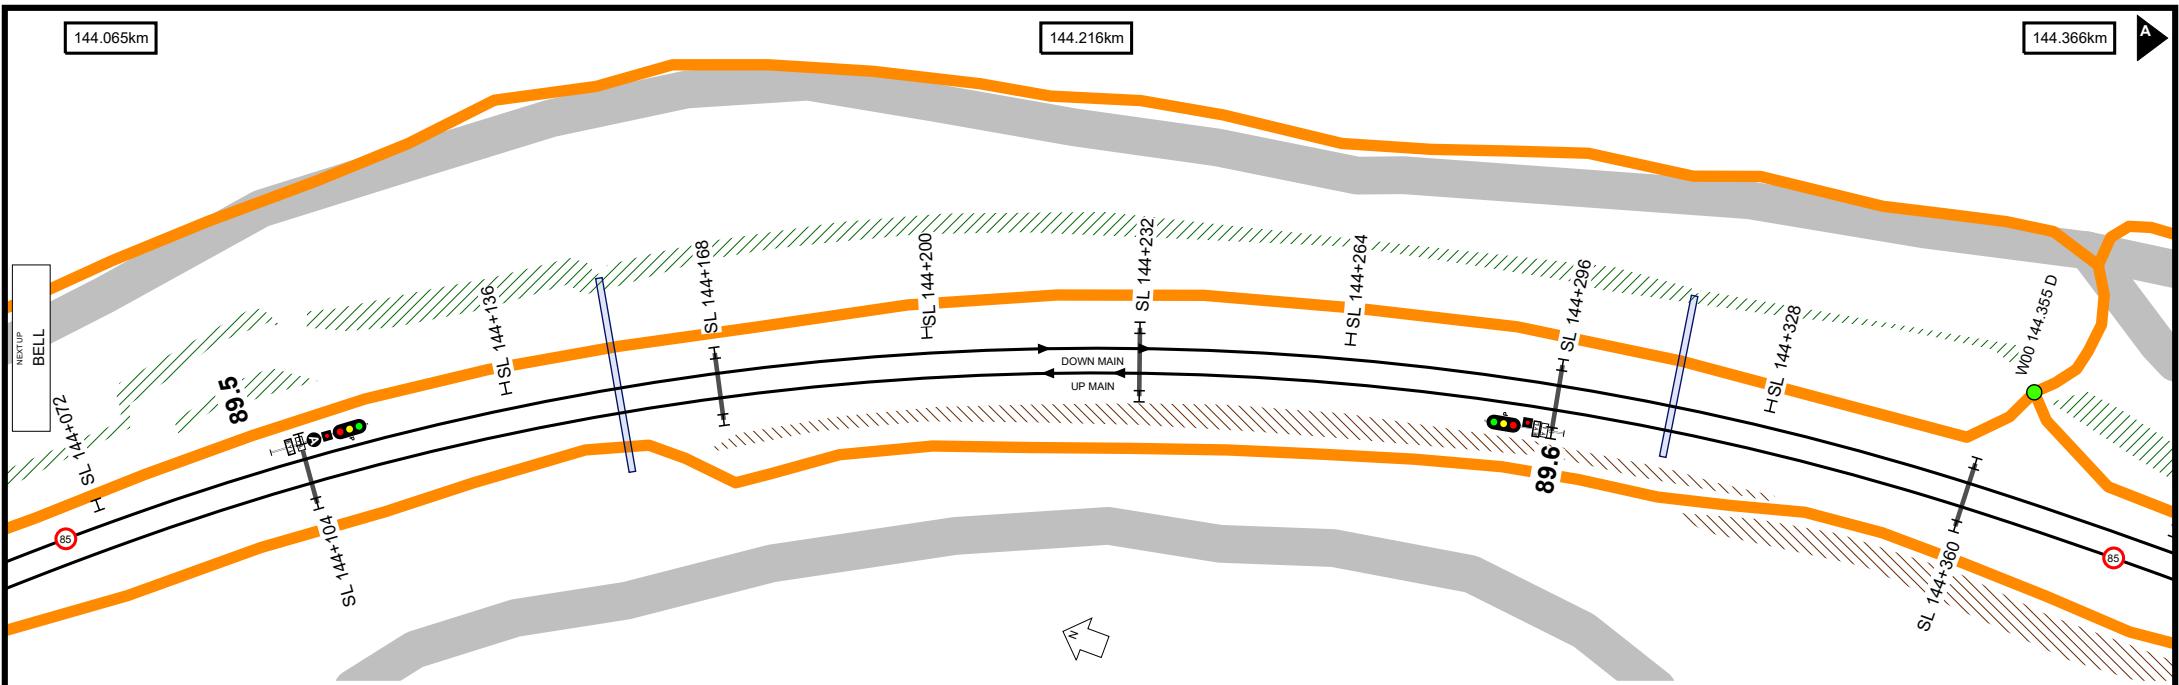 144.065km
144.216km
144.366km
A
NEXT UP
BELL
SL 144+072
89.5
A
P
SL 144+104
SL 144+136
SL 144+168
SL 144+200
SL 144+232
SL 144+264
SL 144+296
SL 144+328
W00 144.355 D
SL 144+360
DOWN MAIN
UP MAIN
P
89.6
85
85
N